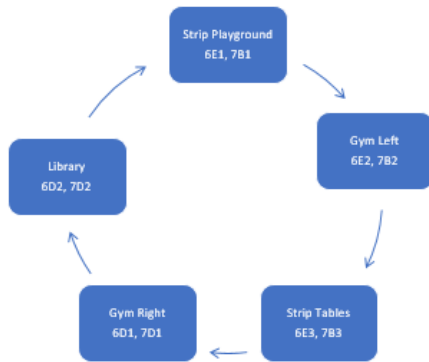 Strip Playground
6E1, 7B1
Gym Left
6E2, 7B2
Strip Tables
6E3, 7B3
Gym Right
6D1, 7D1
Library
6D2, 7D2